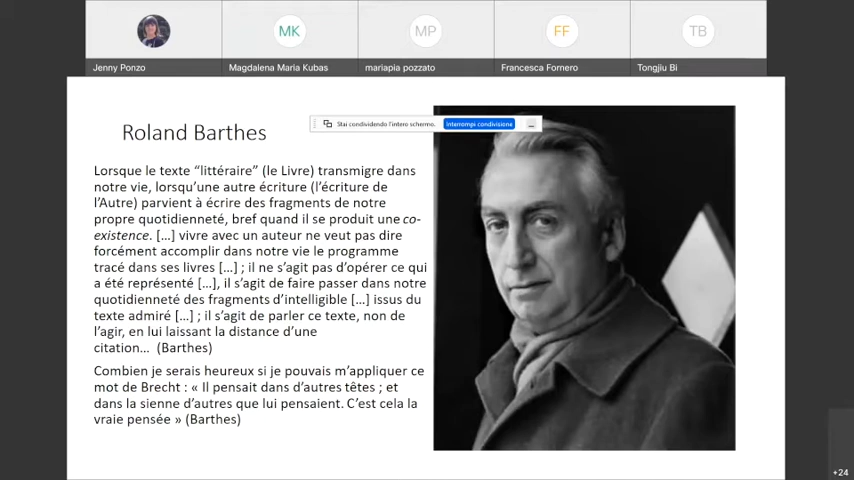 MK
MP
FF
TB
Jenny Ponzo
Magdalena Maria Kubas
mariapia pozzato
Francesca Fornero
Tongjiu Bi
Stai condividendo l'intero schermo.
Interrompi condivisione
Roland Barthes
Lorsque le texte “littéraire” (le Livre) transmigre dans
notre vie, lorsqu’une autre écriture (l’écriture de
l’Autre) parvient à écrire des fragments de notre
propre quotidienneté, bref quand il se produit une co-
existence. […] vivre avec un auteur ne veut pas dire
forcément accomplir dans notre vie le programme
tracé dans ses livres […] ; il ne s’agit pas d’opérer ce qui
a été représenté […], il s’agit de faire passer dans notre
quotidienneté des fragments d’intelligible […] issus du
texte admiré […] ; il s’agit de parler ce texte, non de
l’agir, en lui laissant la distance d’une
citation… (Barthes)
Combien je serais heureux si je pouvais m’appliquer ce
mot de Brecht : « Il pensait dans d’autres têtes ; et
dans la sienne d’autres que lui pensaient. C’est cela la
vraie pensée » (Barthes)
+24